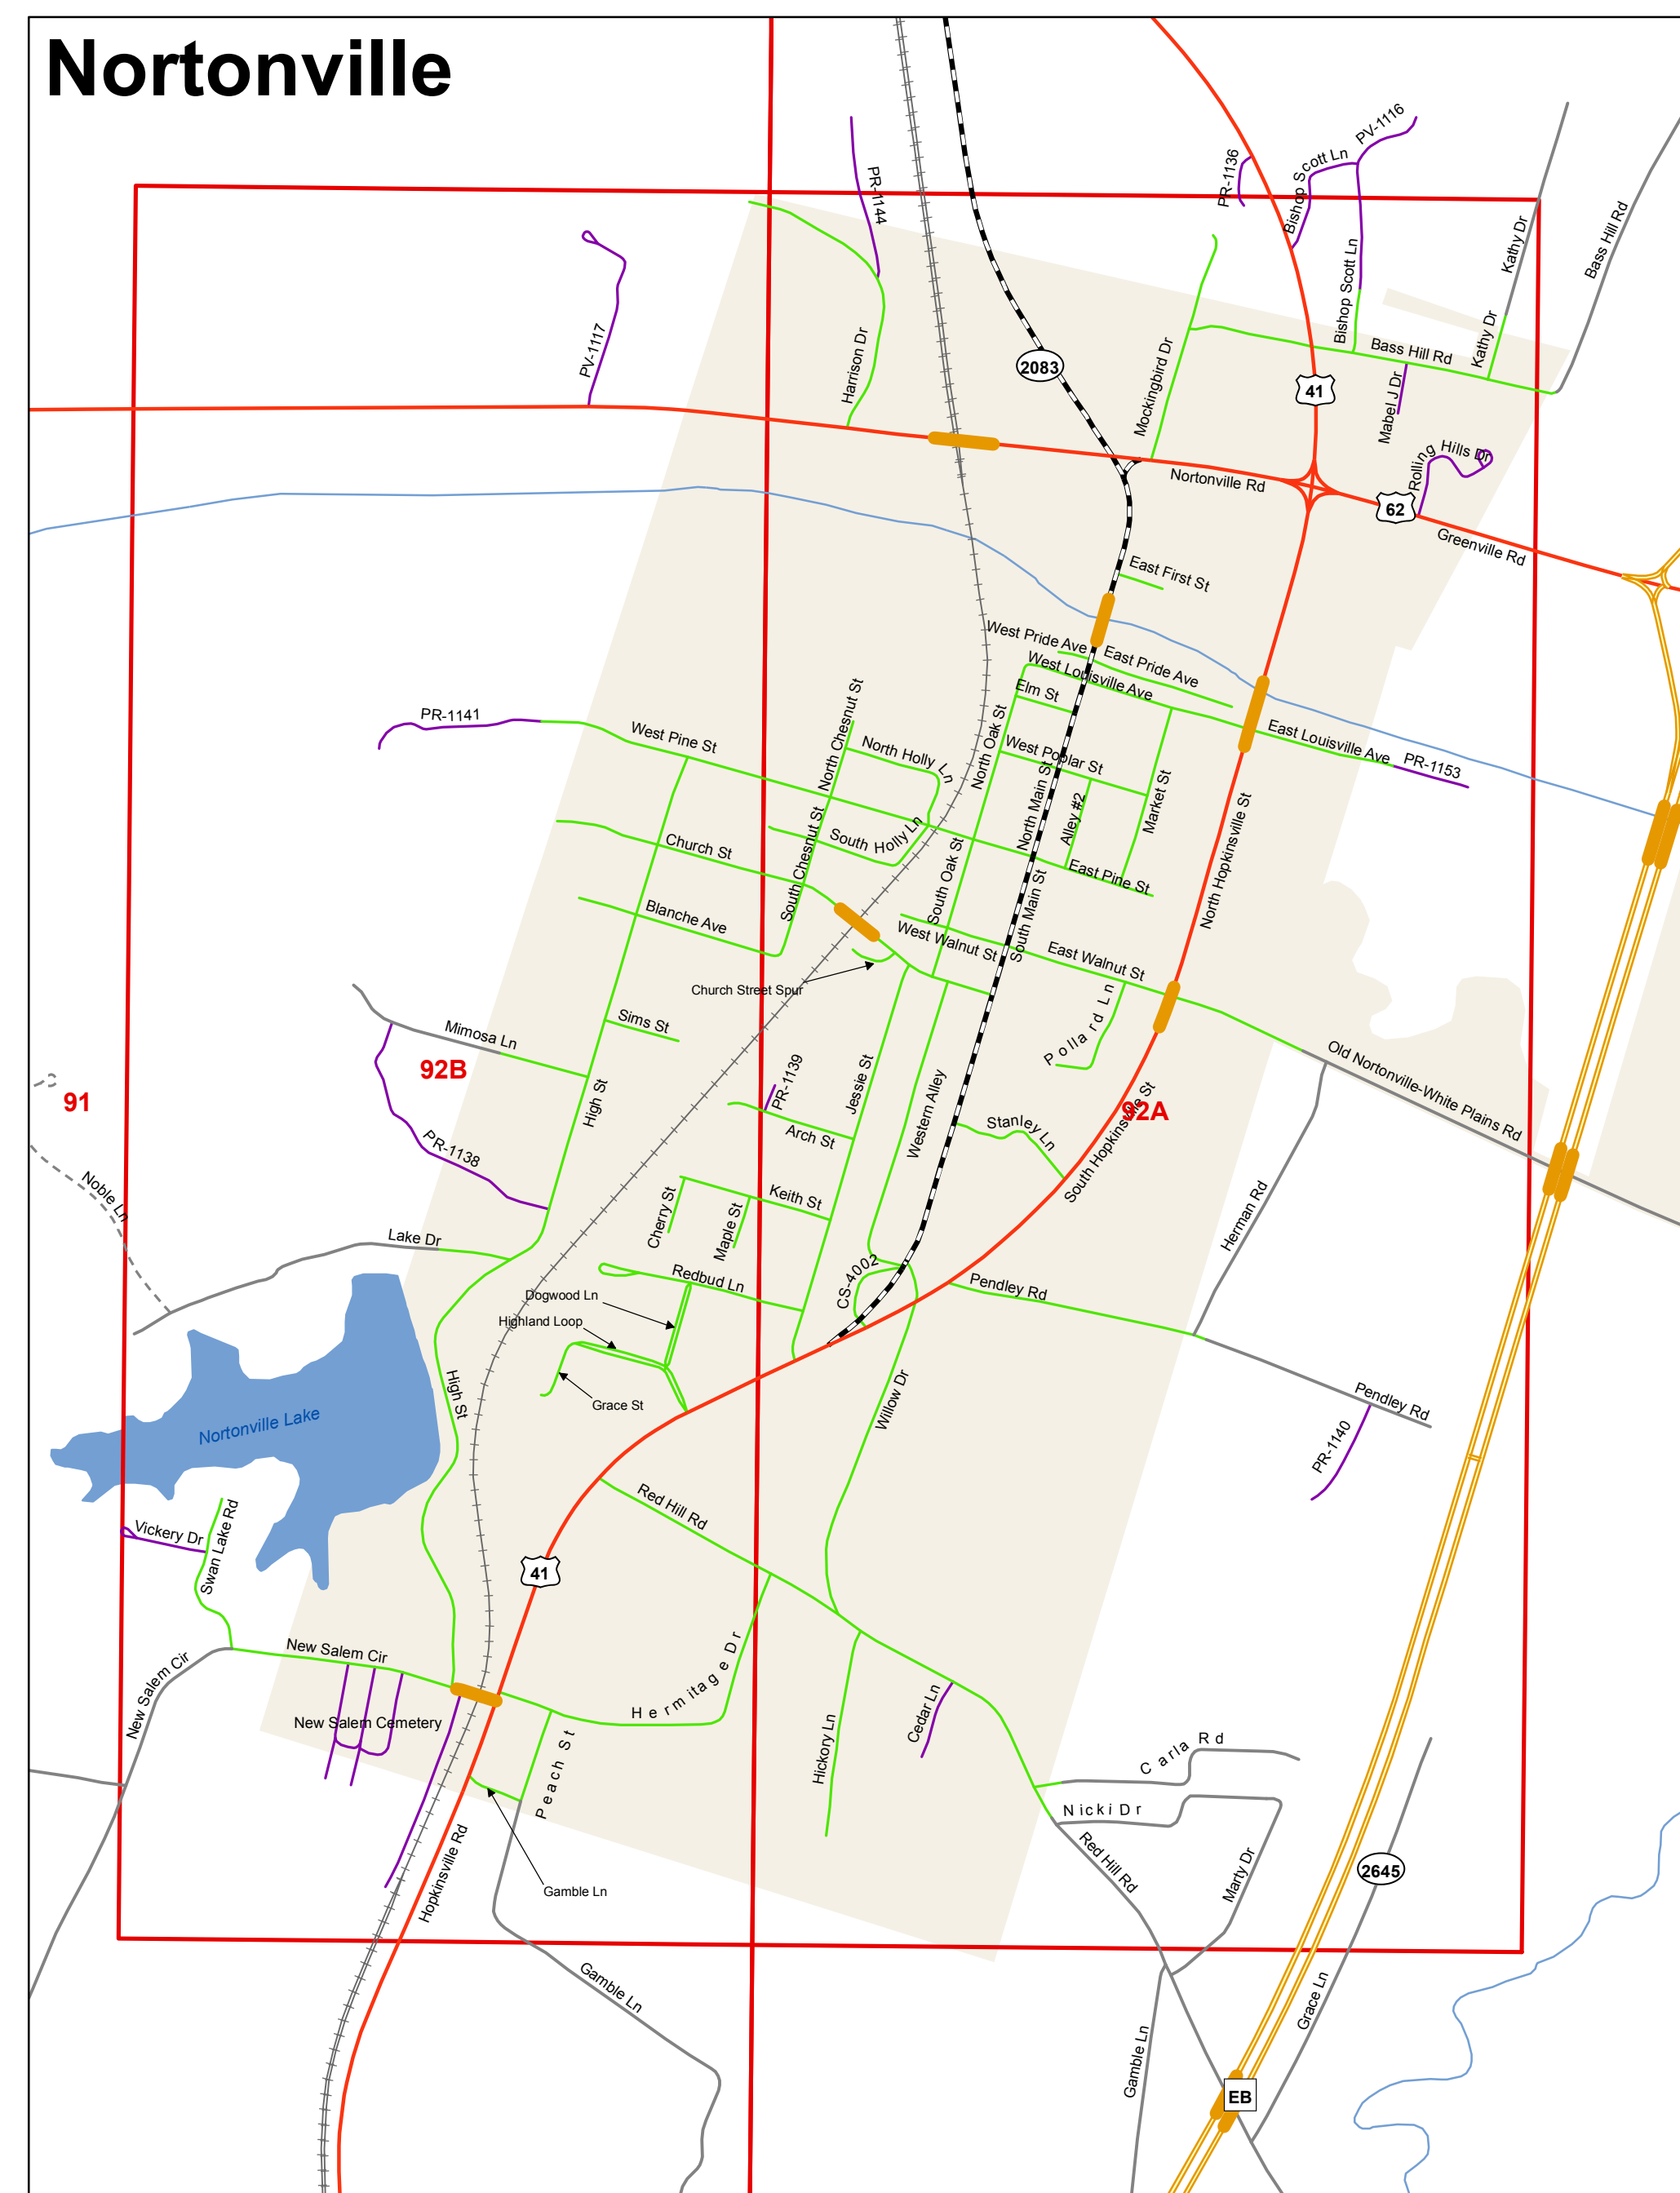 Nortonville
PR-1144
PR-1136
Bishop Scott Ln
PV-1116
Kathy Dr
Bass Hill Rd
PV-1117
Harrison Dr
2083
Mockingbird Dr
Bishop Scott Ln
41
Bass Hill Rd
Kathy Dr
Mabel J Dr
Rolling Hills Dr
Nortonville Rd
62
Greenville Rd
East First St
West Pride Ave
East Pride Ave
West Louisville Ave
Elm St
North Chesnut St
PR-1141
West Pine St
North Holly Ln
North Oak St
West Poplar St
East Louisville Ave
PR-1153
North Main St
Alley #2
Market St
North Hopkinsville St
Church St
South Chesnut St
South Holly Ln
South Oak St
East Pine St
Blanche Ave
West Walnut St
South Main St
East Walnut St
Church Street Spur
Pollard Ln
Sims St
Mimosa Ln
92B
91
PR-1139
Jessie St
High St
Western Alley
Stanley Ln
92A
South Hopkinsville St
Old Nortonville-White Plains Rd
Arch St
PR-1138
Noble Ln
Keith St
Cherry St
Maple St
Herman Rd
Lake Dr
Redbud Ln
CS-4002
Pendley Rd
Dogwood Ln
Highland Loop
High St
Grace St
Willow Dr
Pendley Rd
PR-1140
Nortonville Lake
Red Hill Rd
Vickery Dr
Swan Lake Rd
41
New Salem Cir
New Salem Cir
Hermitage Dr
New Salem Cemetery
Peach St
Hickory Ln
Cedar Ln
Carla Rd
Nicki Dr
Red Hill Rd
Marty Dr
2645
Hopkinsville Rd
Gamble Ln
Gamble Ln
Grace Ln
Gamble Ln
EB